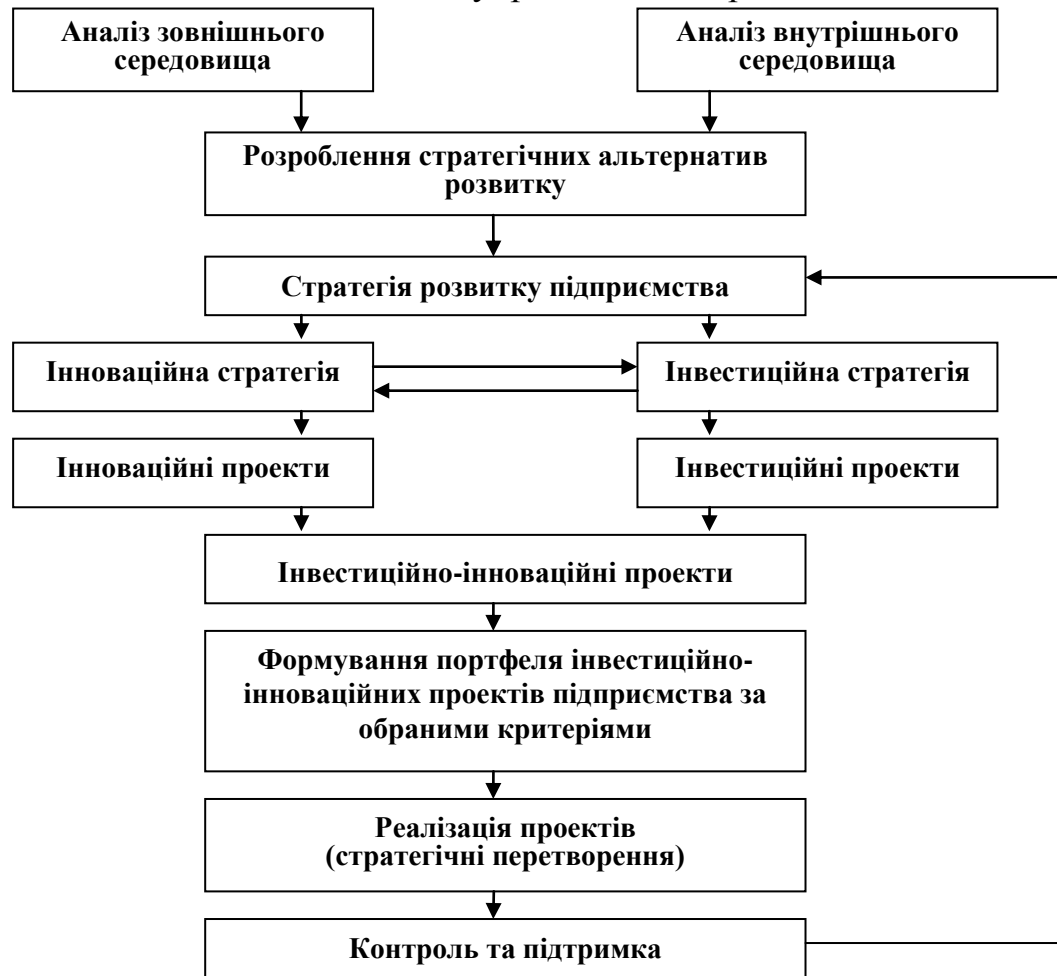 Аналіз зовнішнього
середовища
Аналіз внутрішнього
середовища
Розроблення стратегічних альтернатив
розвитку
Стратегія розвитку підприємства
Інноваційна стратегія
Інвестиційна стратегія
Інноваційні проекти
Інвестиційні проекти
Інвестиційно-інноваційні проекти
Формування портфеля інвестиційно-
інноваційних проектів підприємства за
обраними критеріями
Реалізація проектів
(стратегічні перетворення)
Контроль та підтримка